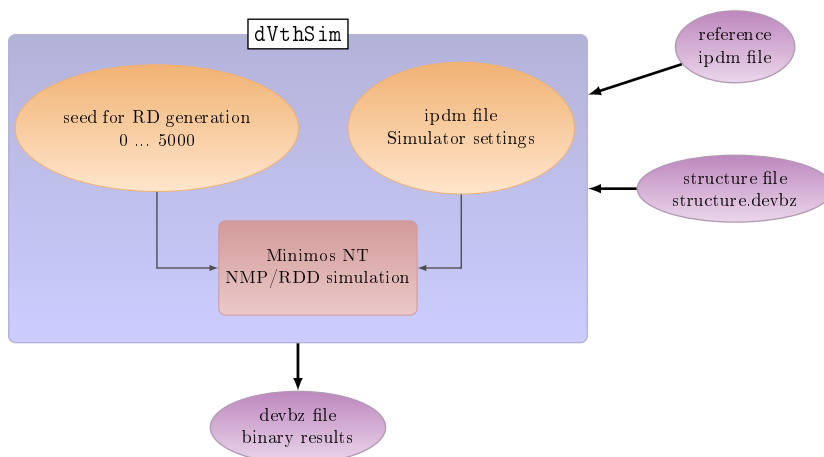 dVthSim
reference
ipdm file
seed for RD generation
0 ... 5000
ipdm file
Simulator settings
structure file
structure.devbz
Minimos NT
NMP/RDD simulation
devbz file
binary results